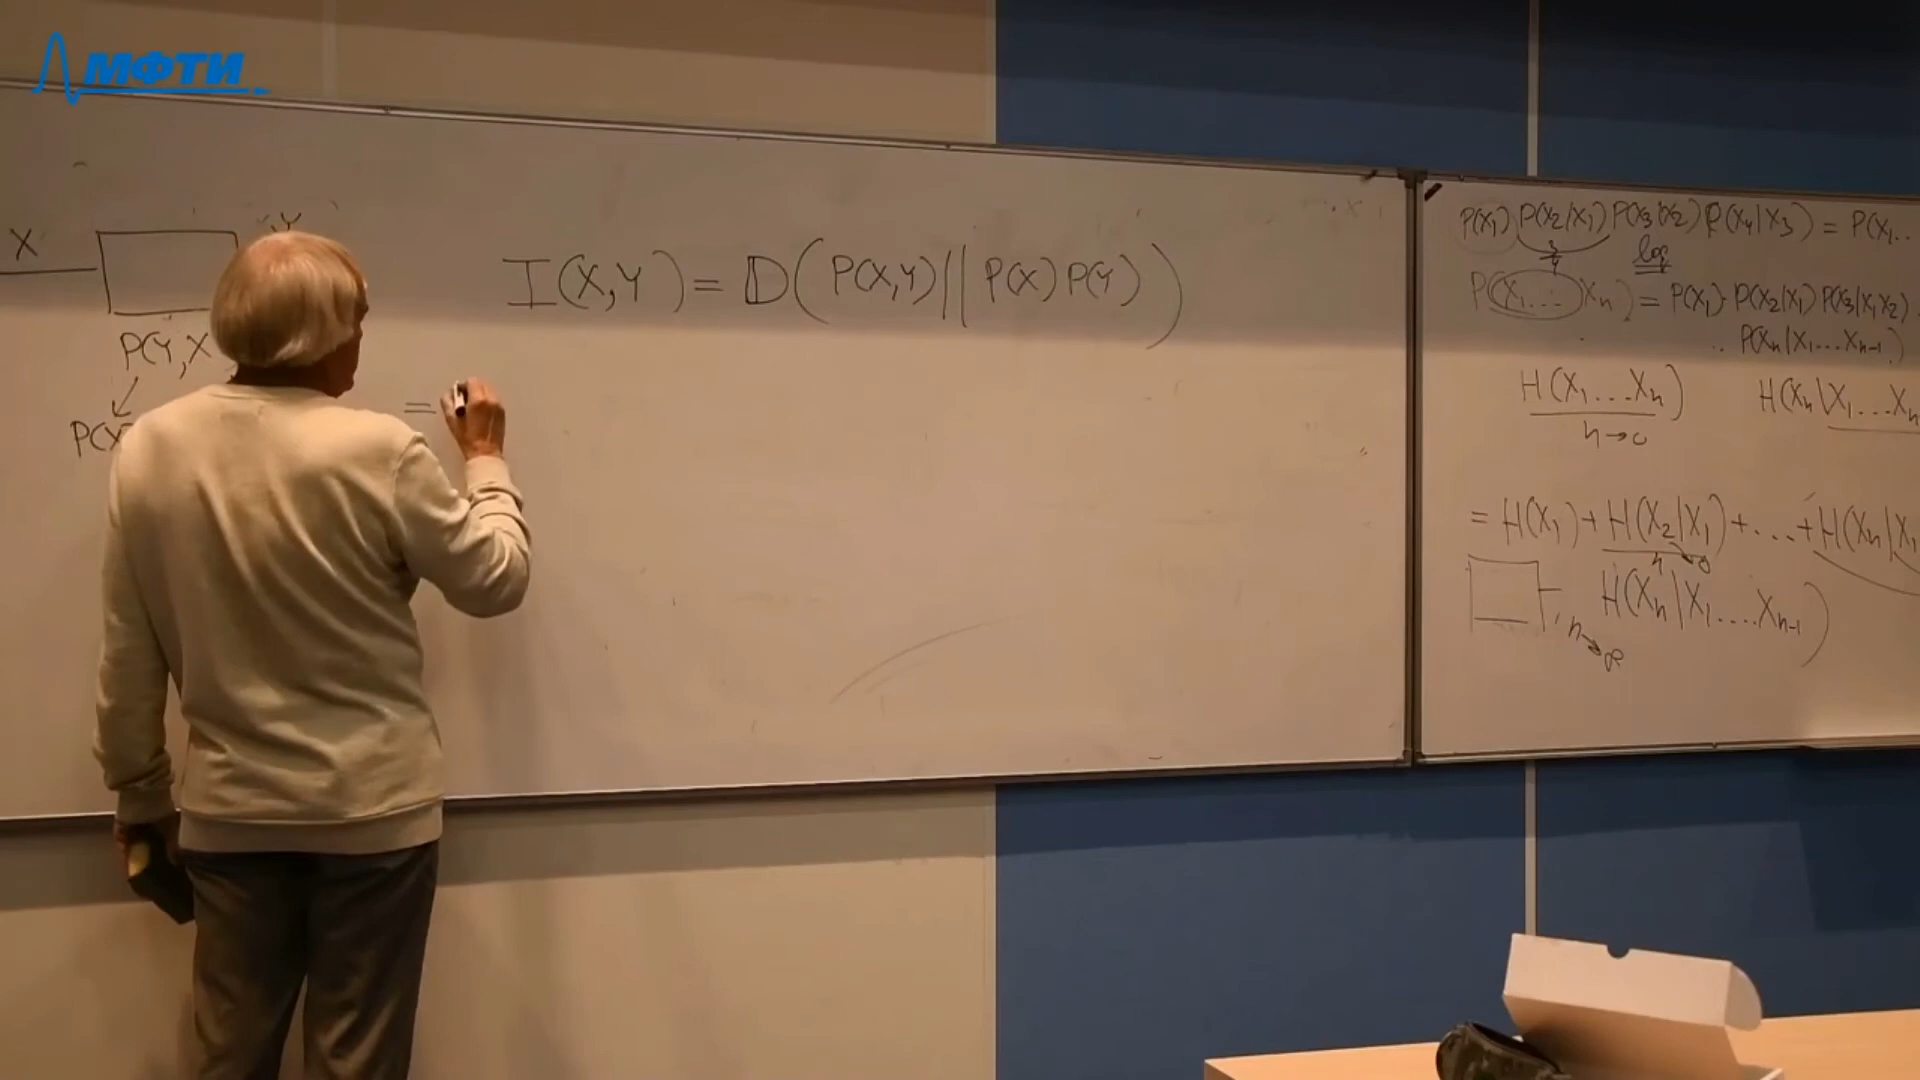 МФТИ
X
Y
P(Y,X
P(X
I(X,Y) = D(P(X,Y)||P(X)P(Y))
=
P(X1) P(X2|X1) P(X3|X2) P(X4|X3) = P(X1..
log
P(X1... Xn) = P(X1) P(X2|X1) P(X3|X1X2)
.. P(Xn|X1...Xn-1)
H(X1...Xn)
H(Xn|X1...Xn
= H(X1) + H(X2|X1) + ... + H(Xn|X1
H(Xn|X1....Xn-1)
n→∞